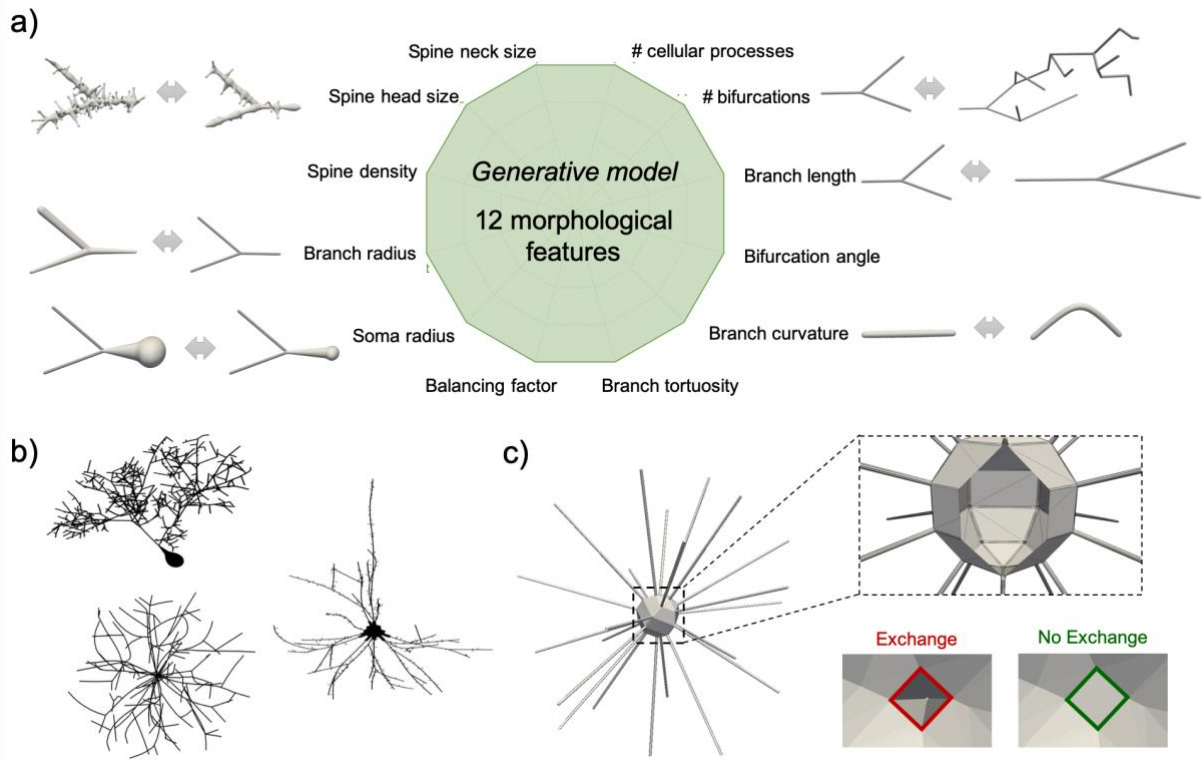 a)
Spine neck size
# cellular processes
Spine head size
# bifurcations
Spine density
Generative model
12 morphological
features
Branch length
Branch radius
t
Bifurcation angle
Soma radius
Branch curvature
Balancing factor
Branch tortuosity
b)
c)
Exchange
No Exchange